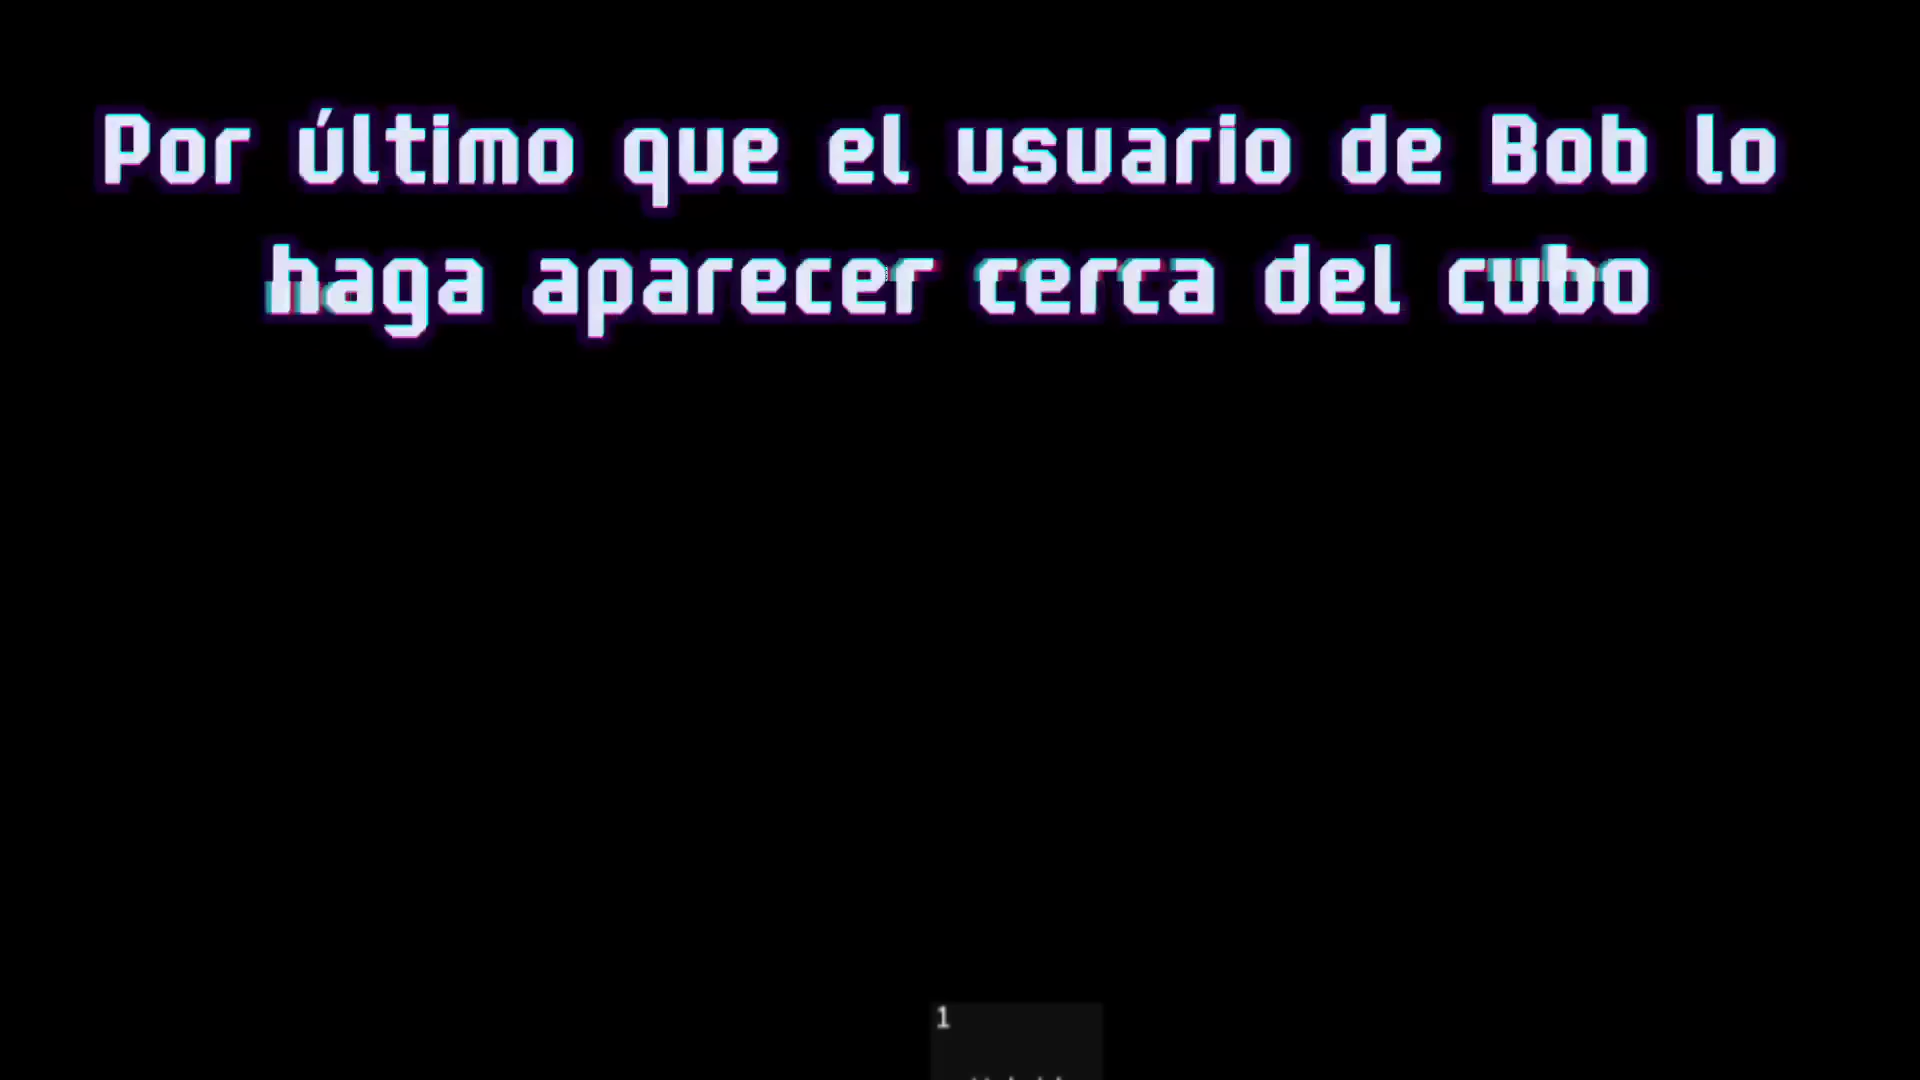 Por último que el usuario de Bob lo
haga aparecer cerca del cubo
1